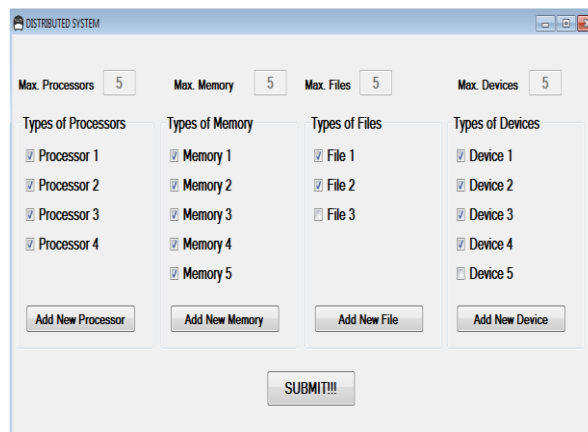 DISTRIBUTED SYSTEM
Max. Processors 5 Max. Memory 5 Max. Files 5 Max. Devices 5
Types of Processors Types of Memory Types of Files Types of Devices
Processor 1 Memory 1 File 1 Device 1
Processor 2 Memory 2 File 2 Device 2
Processor 3 Memory 3 File 3 Device 3
Processor 4 Memory 4 Device 4
Memory 5 Device 5
Add New Processor Add New Memory Add New File Add New Device
SUBMIT!!!